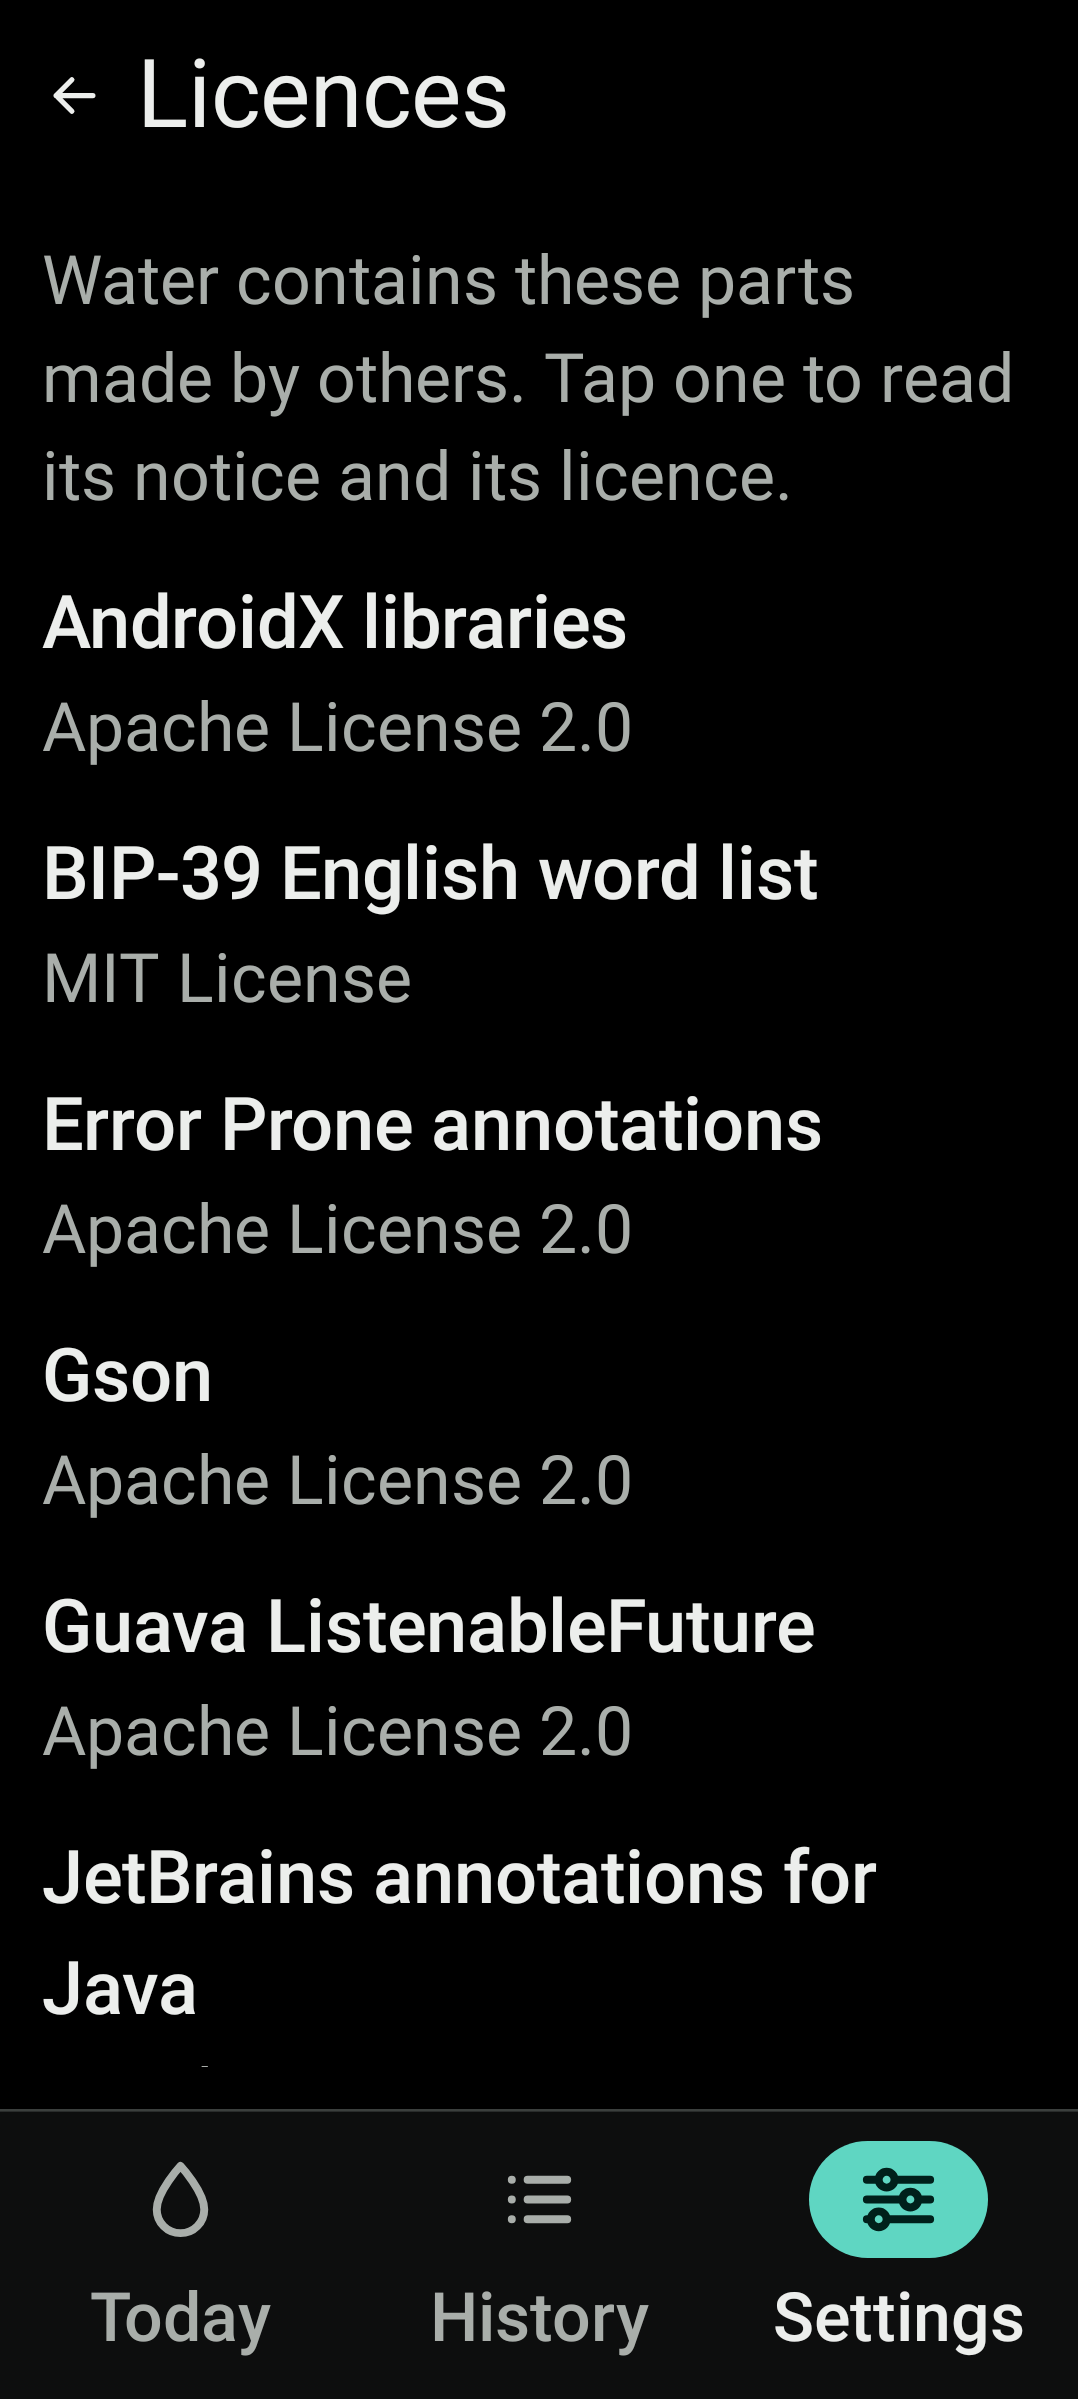 Licences
Water contains these parts
made by others. Tap one to read
its notice and its licence.
AndroidX libraries
Apache License 2.0
BIP-39 English word list
MIT License
Error Prone annotations
Apache License 2.0
Gson
Apache License 2.0
Guava ListenableFuture
Apache License 2.0
JetBrains annotations for
Java
Today
History
Settings